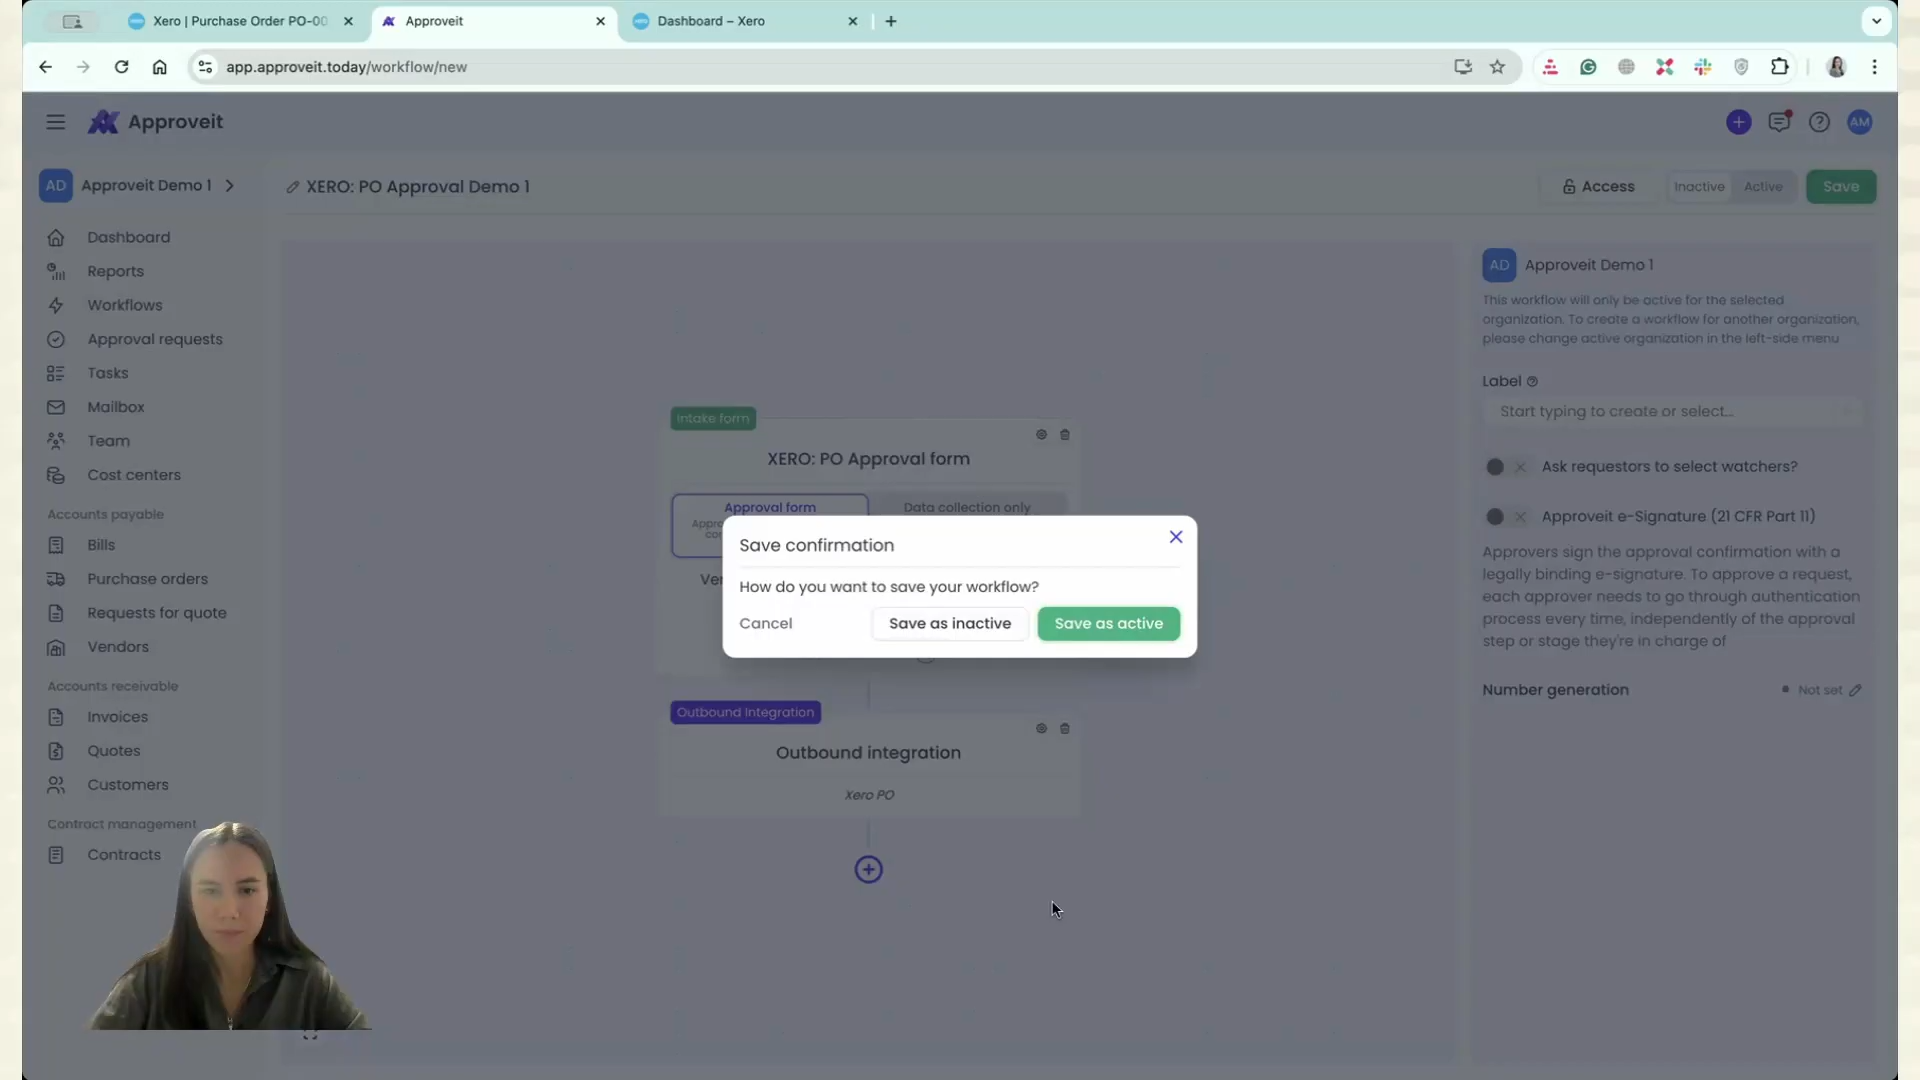 Xero | Purchase Order PO-00
Approveit
Dashboard – Xero
app.approveit.today/workflow/new
Approveit
AM
AD Approveit Demo 1
XERO: PO Approval Demo 1
Access
Inactive
Active
Save
Dashboard
Reports
Workflows
Approval requests
Tasks
Mailbox
Team
Cost centers
Accounts payable
Bills
Purchase orders
Requests for quote
Vendors
Accounts receivable
Invoices
Quotes
Customers
Contract management
Contracts
Intake form
XERO: PO Approval form
Approval form
Data collection only
Save confirmation
How do you want to save your workflow?
Cancel
Save as inactive
Save as active
Outbound Integration
Outbound integration
Xero PO
AD Approveit Demo 1
This workflow will only be active for the selected
organization. To create a workflow for another organization,
please change active organization in the left-side menu
Label
Start typing to create or select...
Ask requestors to select watchers?
Approveit e-Signature (21 CFR Part 11)
Approvers sign the approval confirmation with a
legally binding e-signature. To approve a request,
each approver needs to go through authentication
process every time, independently of the approval
step or stage they're in charge of
Number generation
Not set